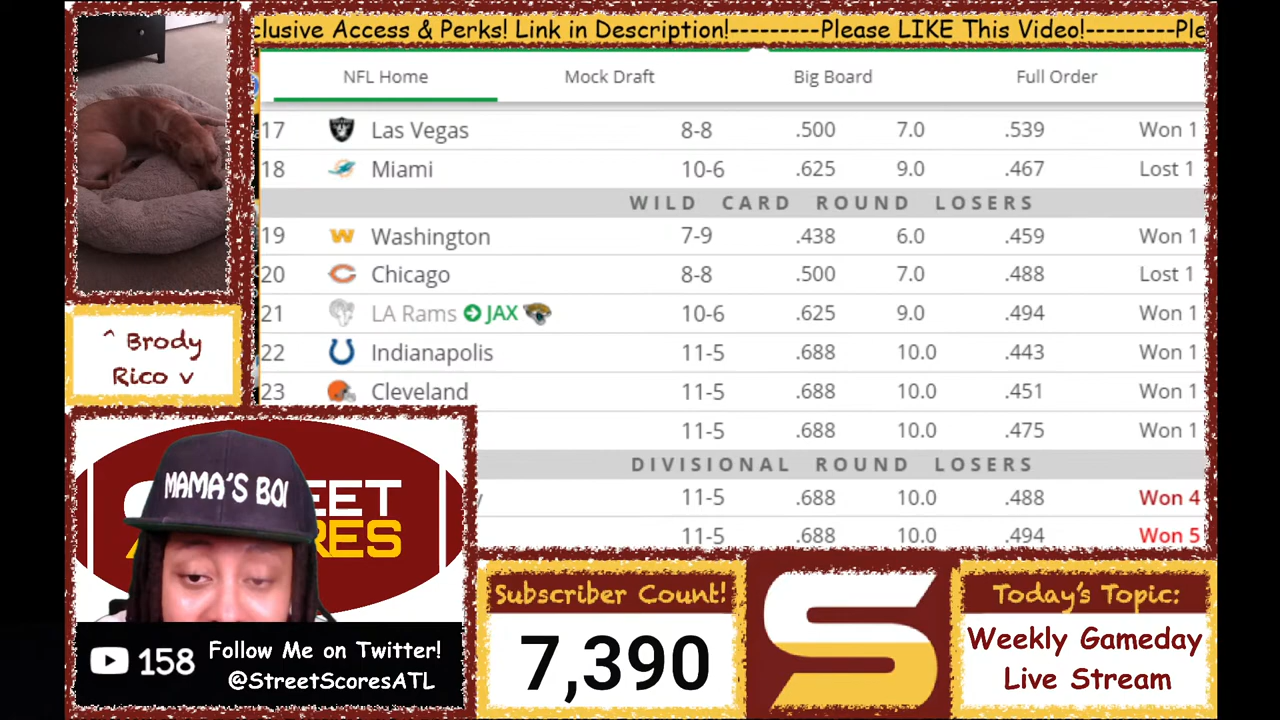 clusive Access & Perks! Link in Description!---------Please LIKE This Video!---------Ple
NFL Home Mock Draft Big Board Full Order
17 Las Vegas 8-8 .500 7.0 .539 Won 1
18 Miami 10-6 .625 9.0 .467 Lost 1
WILD CARD ROUND LOSERS
19 Washington 7-9 .438 6.0 .459 Won 1
20 Chicago 8-8 .500 7.0 .488 Lost 1
21 LA Rams JAX 10-6 .625 9.0 .494 Won 1
22 Indianapolis 11-5 .688 10.0 .443 Won 1
23 Cleveland 11-5 .688 10.0 .451 Won 1
11-5 .688 10.0 .475 Won 1
DIVISIONAL ROUND LOSERS
11-5 .688 10.0 .488 Won 4
11-5 .688 10.0 .494 Won 5
^ Brody
Rico v
MAMA'S BOI
158
Follow Me on Twitter!
@StreetScoresATL
Subscriber Count!
7,390
Today's Topic:
Weekly Gameday
Live Stream